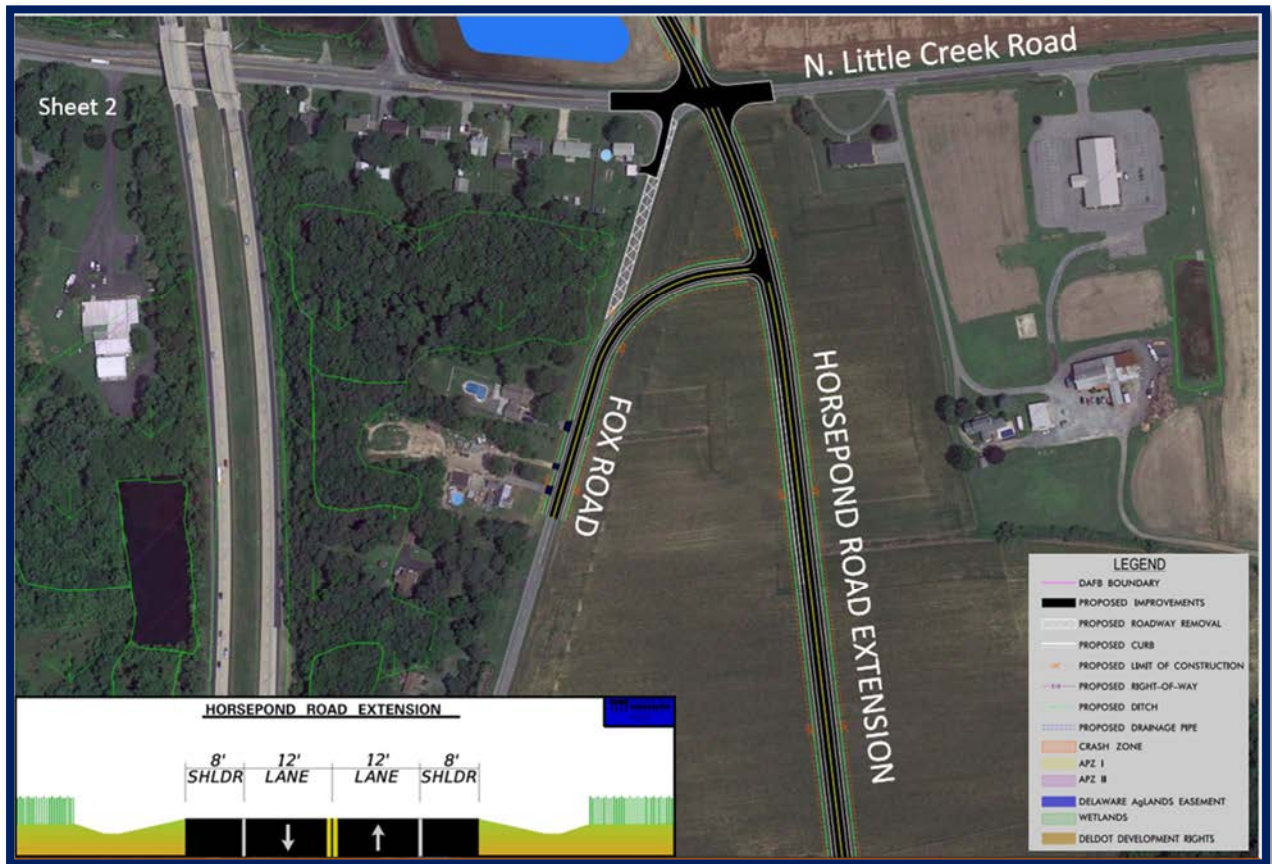 N. Little Creek Road
Sheet 2
FOX ROAD
HORSEPOND ROAD EXTENSION
LEGEND
DAFB BOUNDARY
PROPOSED IMPROVEMENTS
PROPOSED ROADWAY REMOVAL
PROPOSED CURB
PROPOSED LIMIT OF CONSTRUCTION
PROPOSED RIGHT-OF-WAY
PROPOSED DITCH
PROPOSED DRAINAGE PIPE
CRASH ZONE
APZ I
APZ II
DELAWARE AgLANDS EASEMENT
WETLANDS
DELDOT DEVELOPMENT RIGHTS
HORSEPOND ROAD EXTENSION
8' 12' 12' 8'
SHLDR LANE LANE SHLDR